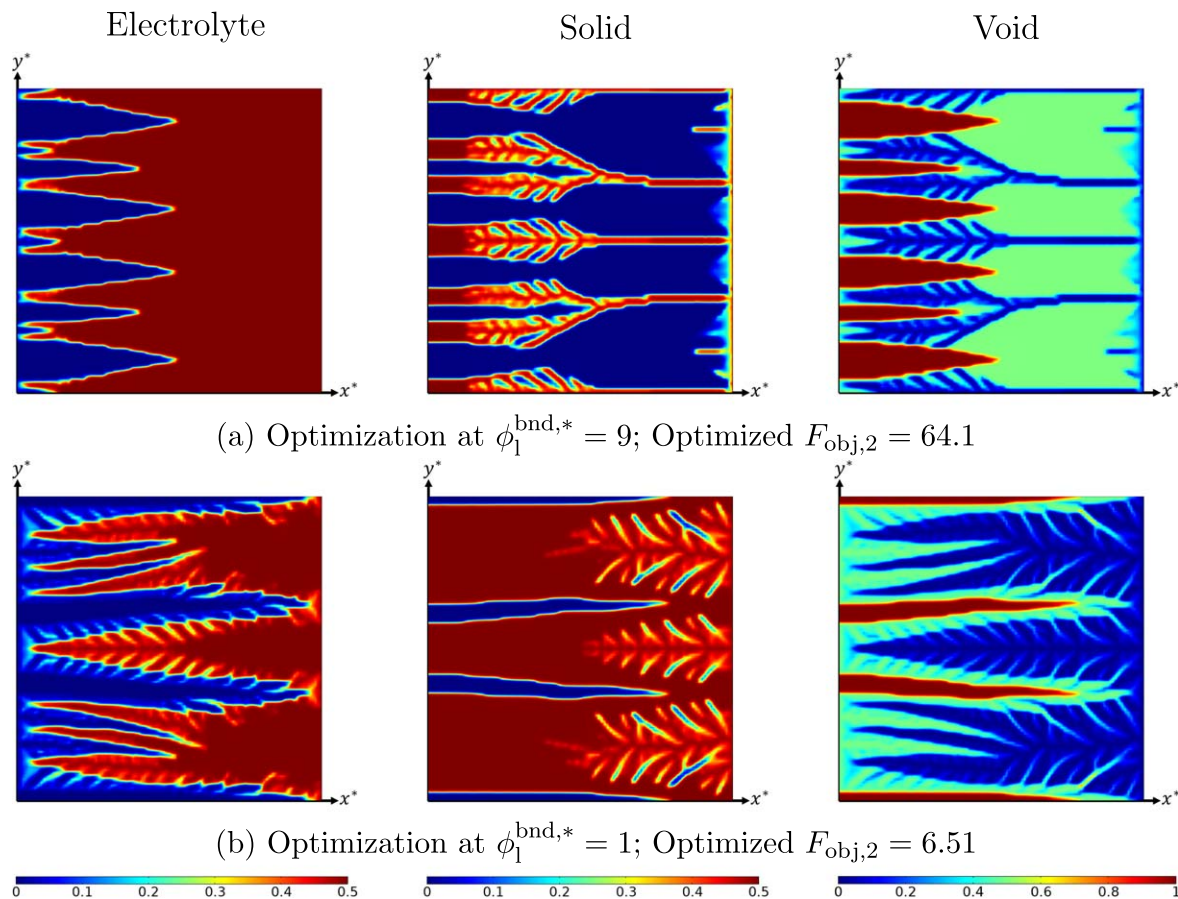 Electrolyte Solid Void
y* y* y*
x* x* x*
(a) Optimization at ϕ_l^{bnd,*} = 9; Optimized F_{obj,2} = 64.1
y* y* y*
x* x* x*
(b) Optimization at ϕ_l^{bnd,*} = 1; Optimized F_{obj,2} = 6.51
0 0.1 0.2 0.3 0.4 0.5 0 0.1 0.2 0.3 0.4 0.5 0 0.2 0.4 0.6 0.8 1